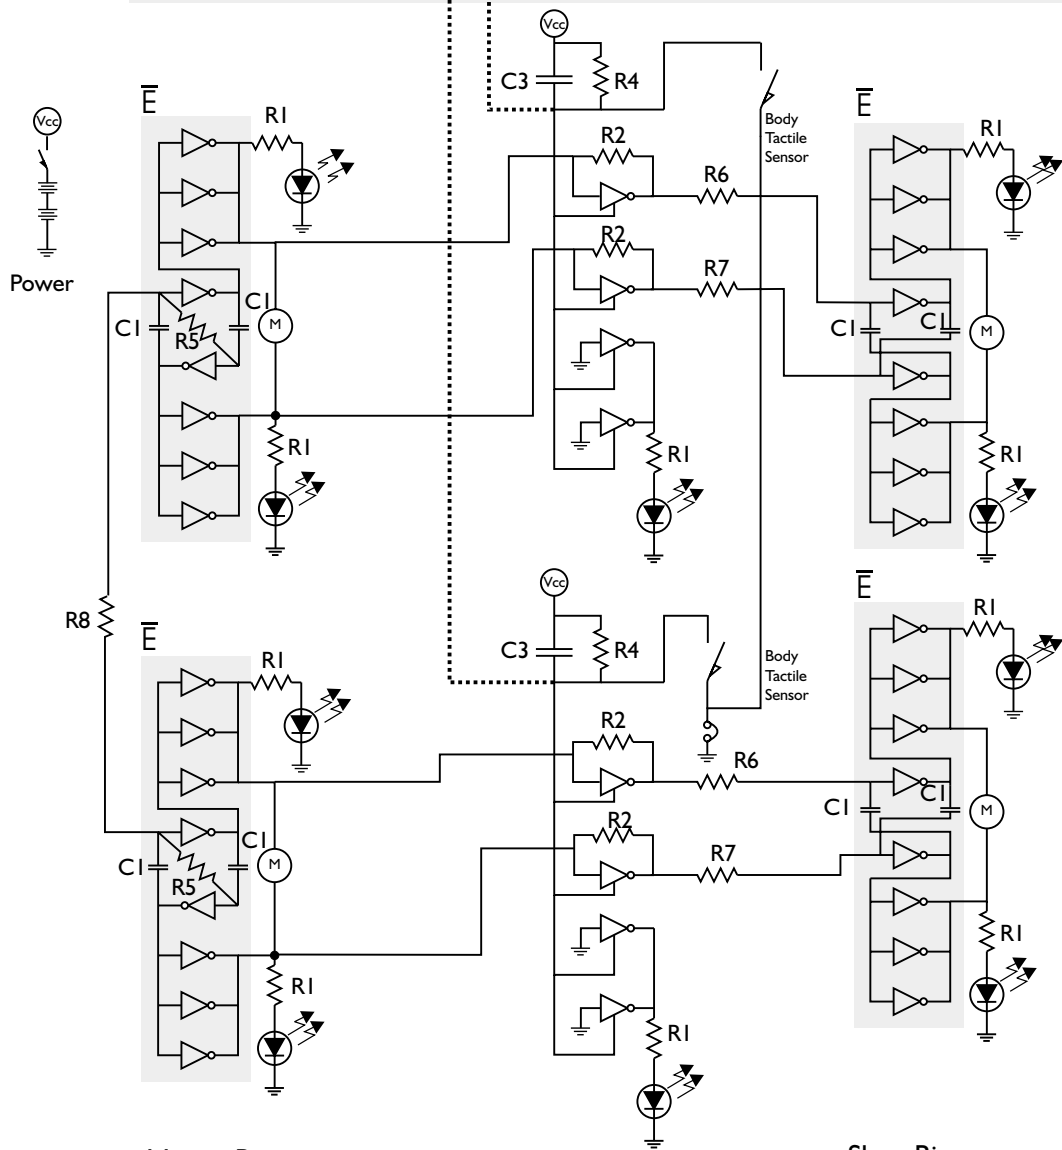 Vcc
C3
R4
E
R1
Vcc
Power
Body
Tactile
Sensor
R2
R6
E
R1
R2
R7
C1
C1
R5
M
C1
C1
M
R1
R1
R1
R8
Vcc
C3
R4
Body
Tactile
Sensor
E
R1
E
R1
R2
R6
R2
R7
C1
C1
R5
M
C1
C1
M
R1
R1
R1